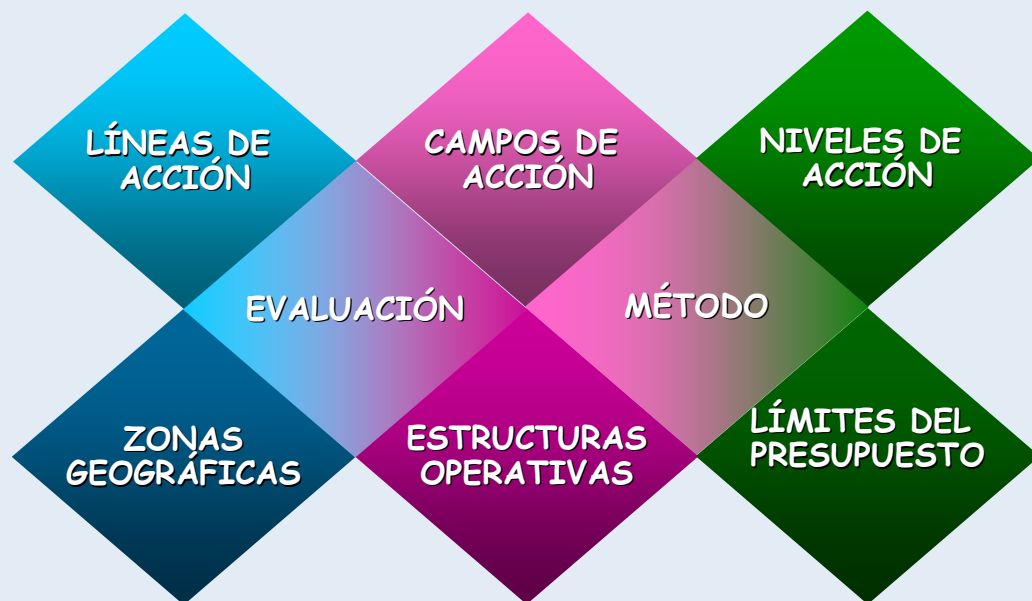 LÍNEAS DE
ACCIÓN
CAMPOS DE
ACCIÓN
NIVELES DE
ACCIÓN
EVALUACIÓN
MÉTODO
ZONAS
GEOGRÁFICAS
ESTRUCTURAS
OPERATIVAS
LÍMITES DEL
PRESUPUESTO